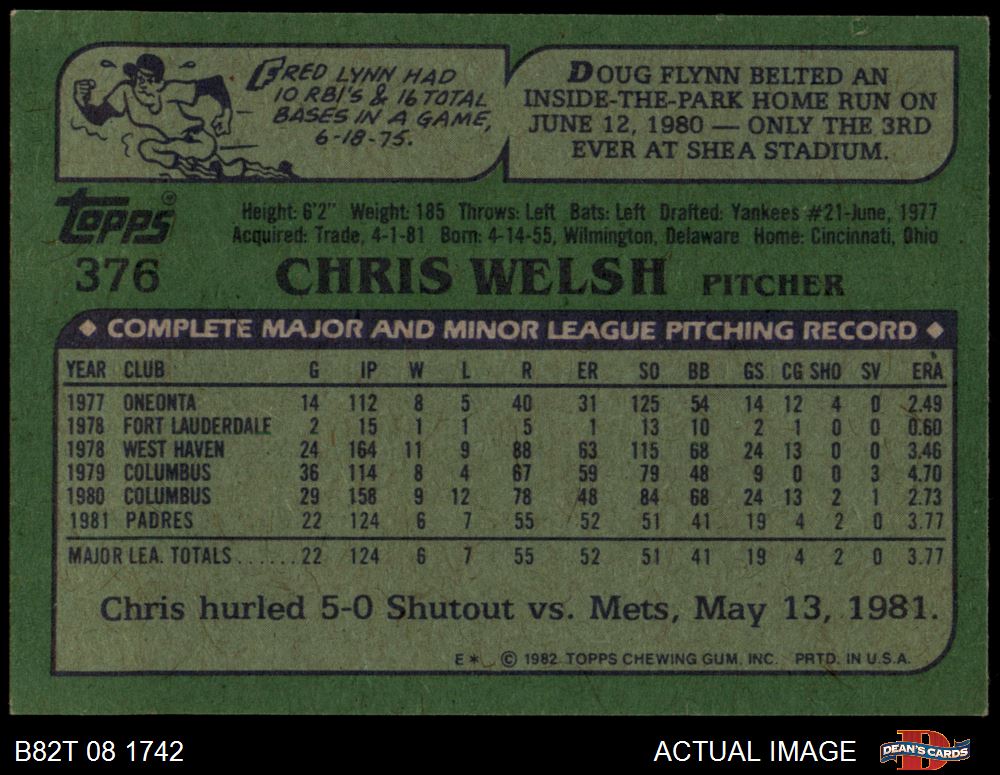 FRED LYNN HAD
10 RBI'S & 16 TOTAL
BASES IN A GAME,
6-18-75.
DOUG FLYNN BELTED AN
INSIDE-THE-PARK HOME RUN ON
JUNE 12, 1980 — ONLY THE 3RD
EVER AT SHEA STADIUM.
Topps®
Height: 6'2" Weight: 185 Throws: Left Bats: Left Drafted: Yankees #21-June, 1977
Acquired: Trade, 4-1-81 Born: 4-14-55, Wilmington, Delaware Home: Cincinnati, Ohio
376 CHRIS WELSH PITCHER
◆ COMPLETE MAJOR AND MINOR LEAGUE PITCHING RECORD ◆
YEAR CLUB G IP W L R ER SO BB GS CG SHO SV ERA
1977 ONEONTA 14 112 8 5 40 31 125 54 14 12 4 0 2.49
1978 FORT LAUDERDALE 2 15 1 1 5 1 13 10 2 1 0 0 0.60
1978 WEST HAVEN 24 164 11 9 88 63 115 68 24 13 0 0 3.46
1979 COLUMBUS 36 114 8 4 67 59 79 48 9 0 0 3 4.70
1980 COLUMBUS 29 158 9 12 78 48 84 68 24 13 2 1 2.73
1981 PADRES 22 124 6 7 55 52 51 41 19 4 2 0 3.77
MAJOR LEA. TOTALS......22 124 6 7 55 52 51 41 19 4 2 0 3.77
Chris hurled 5-0 Shutout vs. Mets, May 13, 1981.
E* © 1982 TOPPS CHEWING GUM, INC. PRTD. IN U.S.A.
B82T 08 1742 ACTUAL IMAGE DEAN'S CARDS